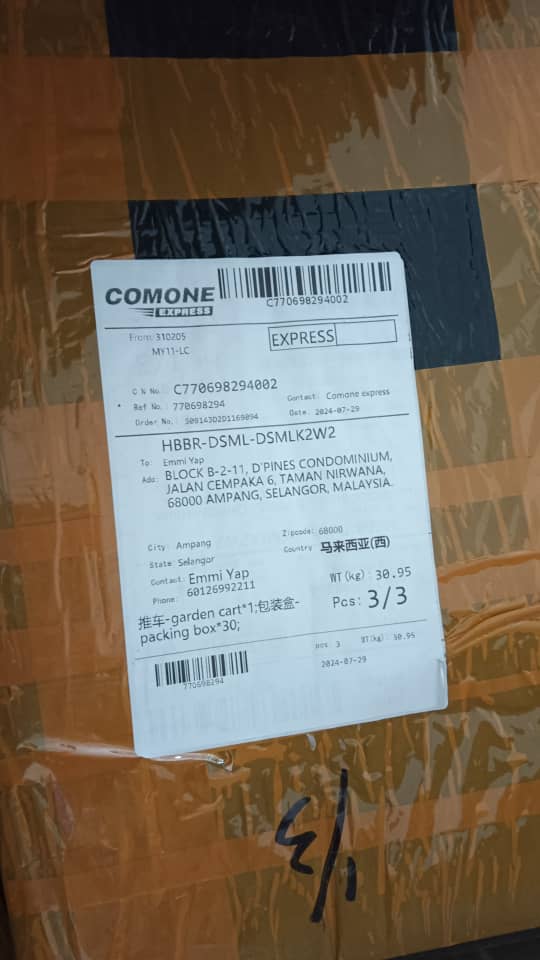 COMONE
EXPRESS
C770698294002
From: 310205
MY11-LC
EXPRESS
C N No.: C770698294002
Ref No.: 770698294
Contact: Comone express
Order No.: S09143D2D1169094
Date: 2024-07-29
HBBR-DSML-DSMLK2W2
To: Emmi Yap
Add: BLOCK B-2-11, D'PINES CONDOMINIUM,
JALAN CEMPAKA 6, TAMAN NIRWANA,
68000 AMPANG, SELANGOR, MALAYSIA.
City: Ampang
Zipcode: 68000
State: Selangor
Country 马来西亚(西)
Contact: Emmi Yap
WT(kg): 30.95
Phone: 60126992211
Pcs: 3/3
推车-garden cart*1;包装盒-
packing box*30;
770698294
pcs: 3 WT(kg): 30.95
2024-07-29
1/3